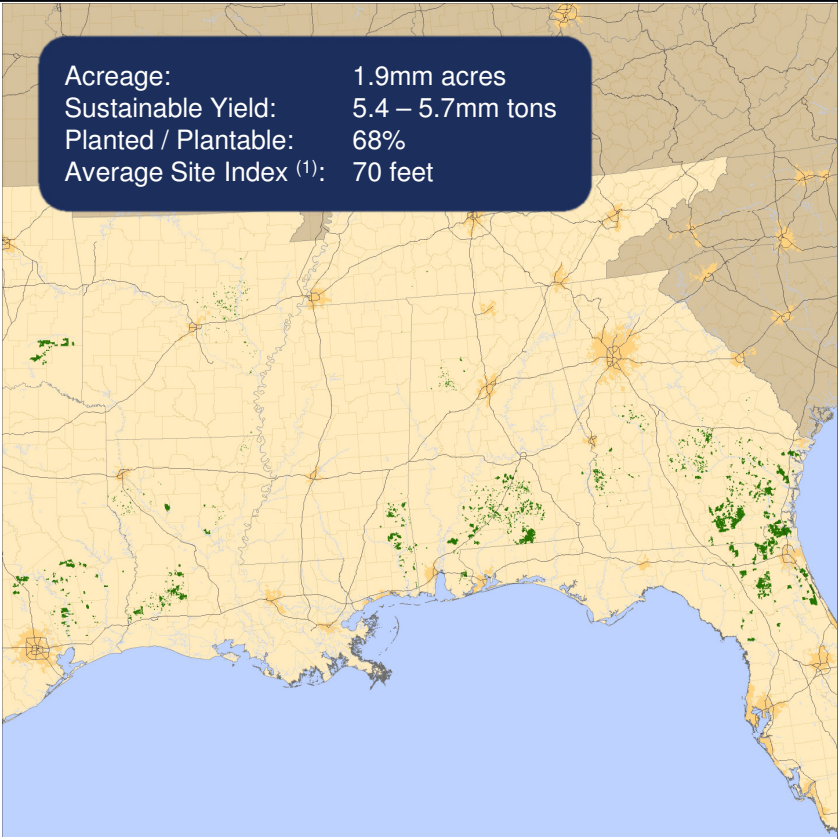 Acreage: 1.9mm acres
Sustainable Yield: 5.4 – 5.7mm tons
Planted / Plantable: 68%
Average Site Index (1): 70 feet